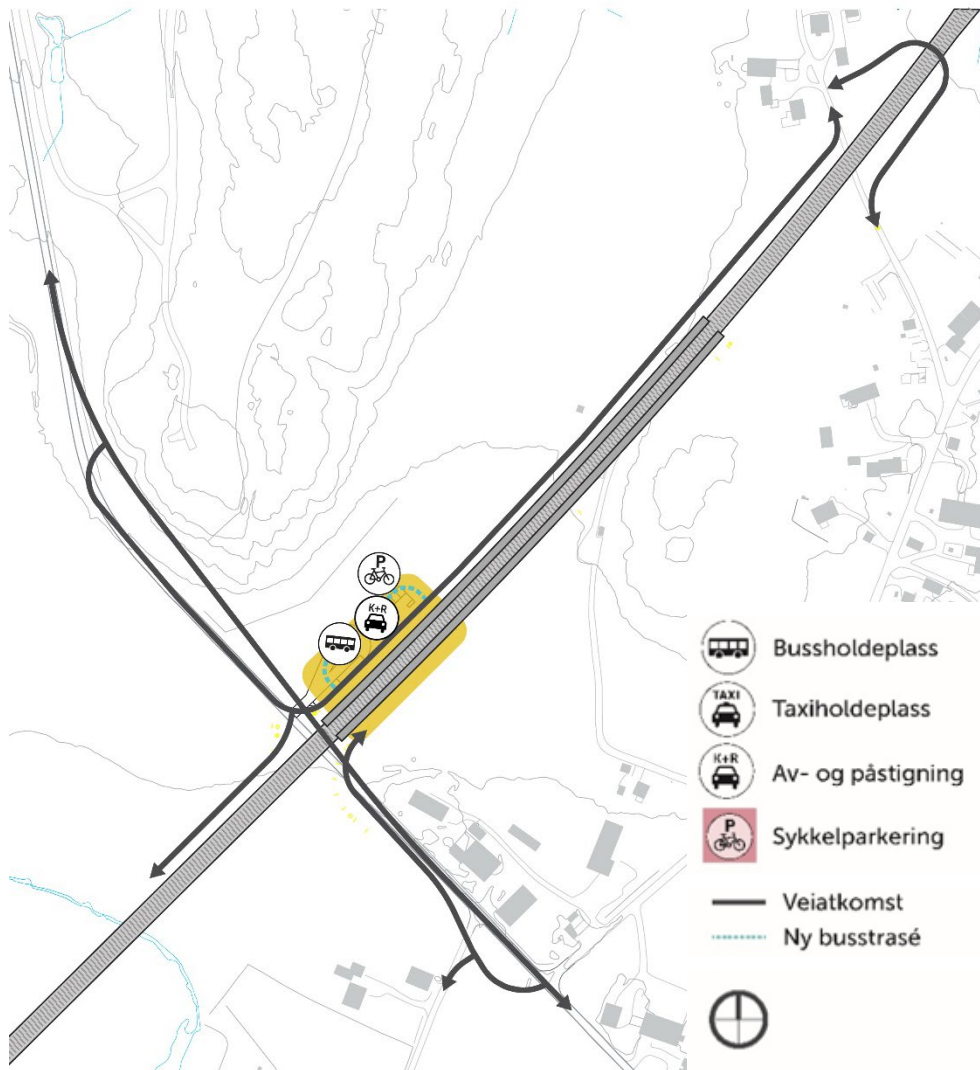 P
K+R
Bussholdeplass
TAXI
Taxiholdeplass
K+R
Av- og påstigning
P
Sykkelparkering
Veiatkomst
Ny busstrasé